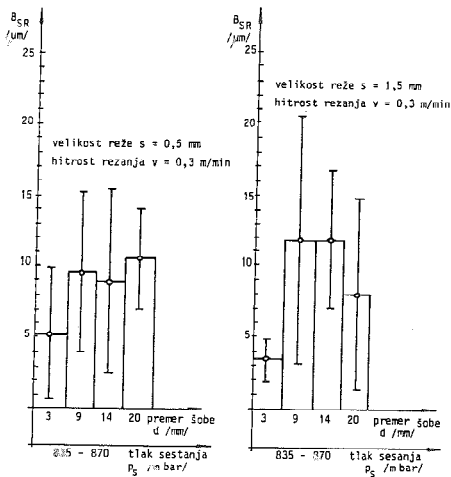 B_SR
/µm/
25
20
velikost reže s = 0,5 mm
hitrost rezanja v = 0,3 m/min
15
10
5
3 9 14 20 premer šobe
d /mm/
835 - 870 tlak sestanja
p_s /m bar/
B_SR
/µm/
25
velikost reže s = 1,5 mm
hitrost rezanja v = 0,3 m/min
20
15
10
5
3 9 14 20 premer šobe
d /mm/
835 - 870 tlak sesanja
p_s /m bar/